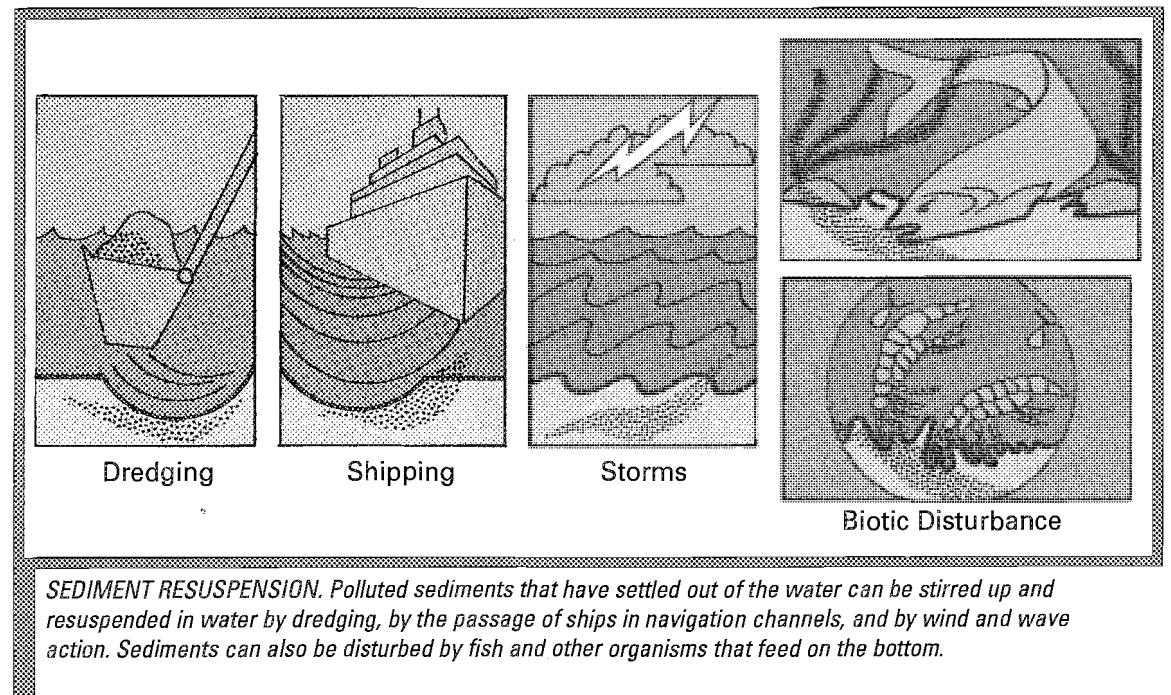 Dredging
Shipping
Storms
Biotic Disturbance
SEDIMENT RESUSPENSION. Polluted sediments that have settled out of the water can be stirred up and
resuspended in water by dredging, by the passage of ships in navigation channels, and by wind and wave
action. Sediments can also be disturbed by fish and other organisms that feed on the bottom.